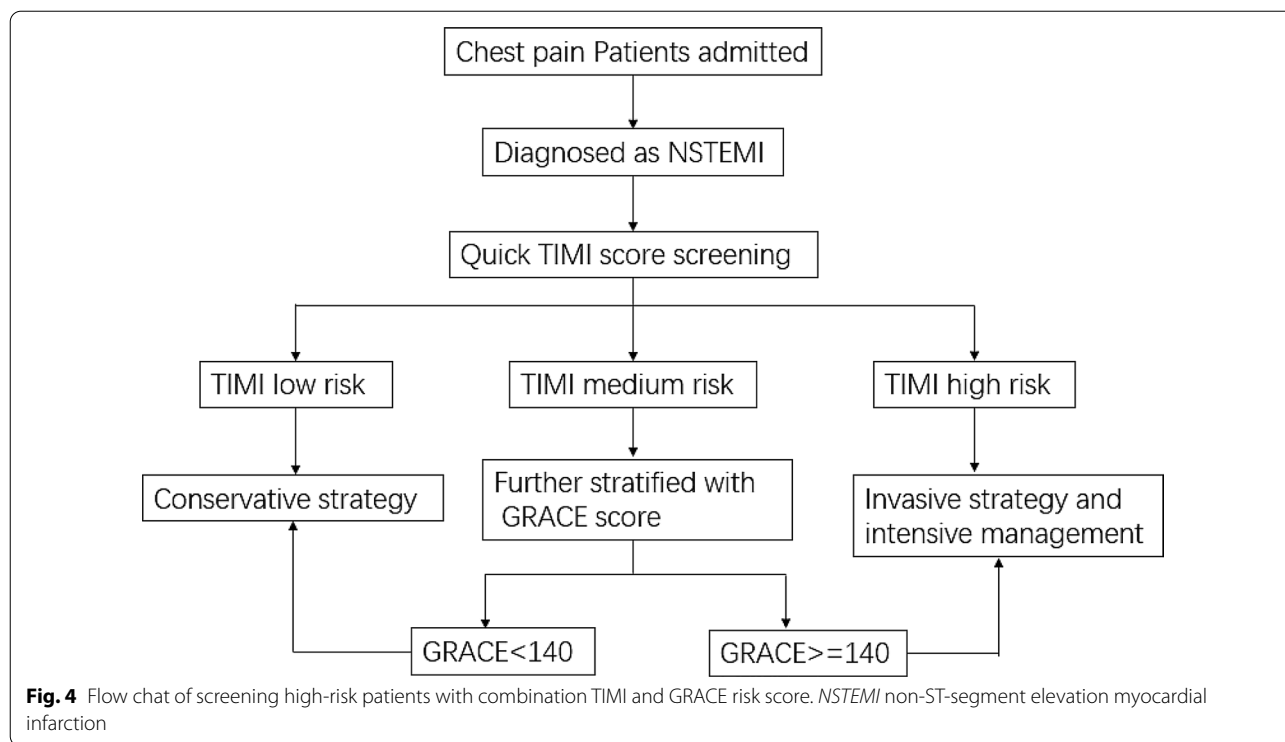 Chest pain Patients admitted
Diagnosed as NSTEMI
Quick TIMI score screening
TIMI low risk
TIMI medium risk
TIMI high risk
Conservative strategy
Further stratified with
GRACE score
Invasive strategy and
intensive management
GRACE<140
GRACE>=140
Fig. 4 Flow chat of screening high-risk patients with combination TIMI and GRACE risk score. NSTEMI non-ST-segment elevation myocardial
infarction